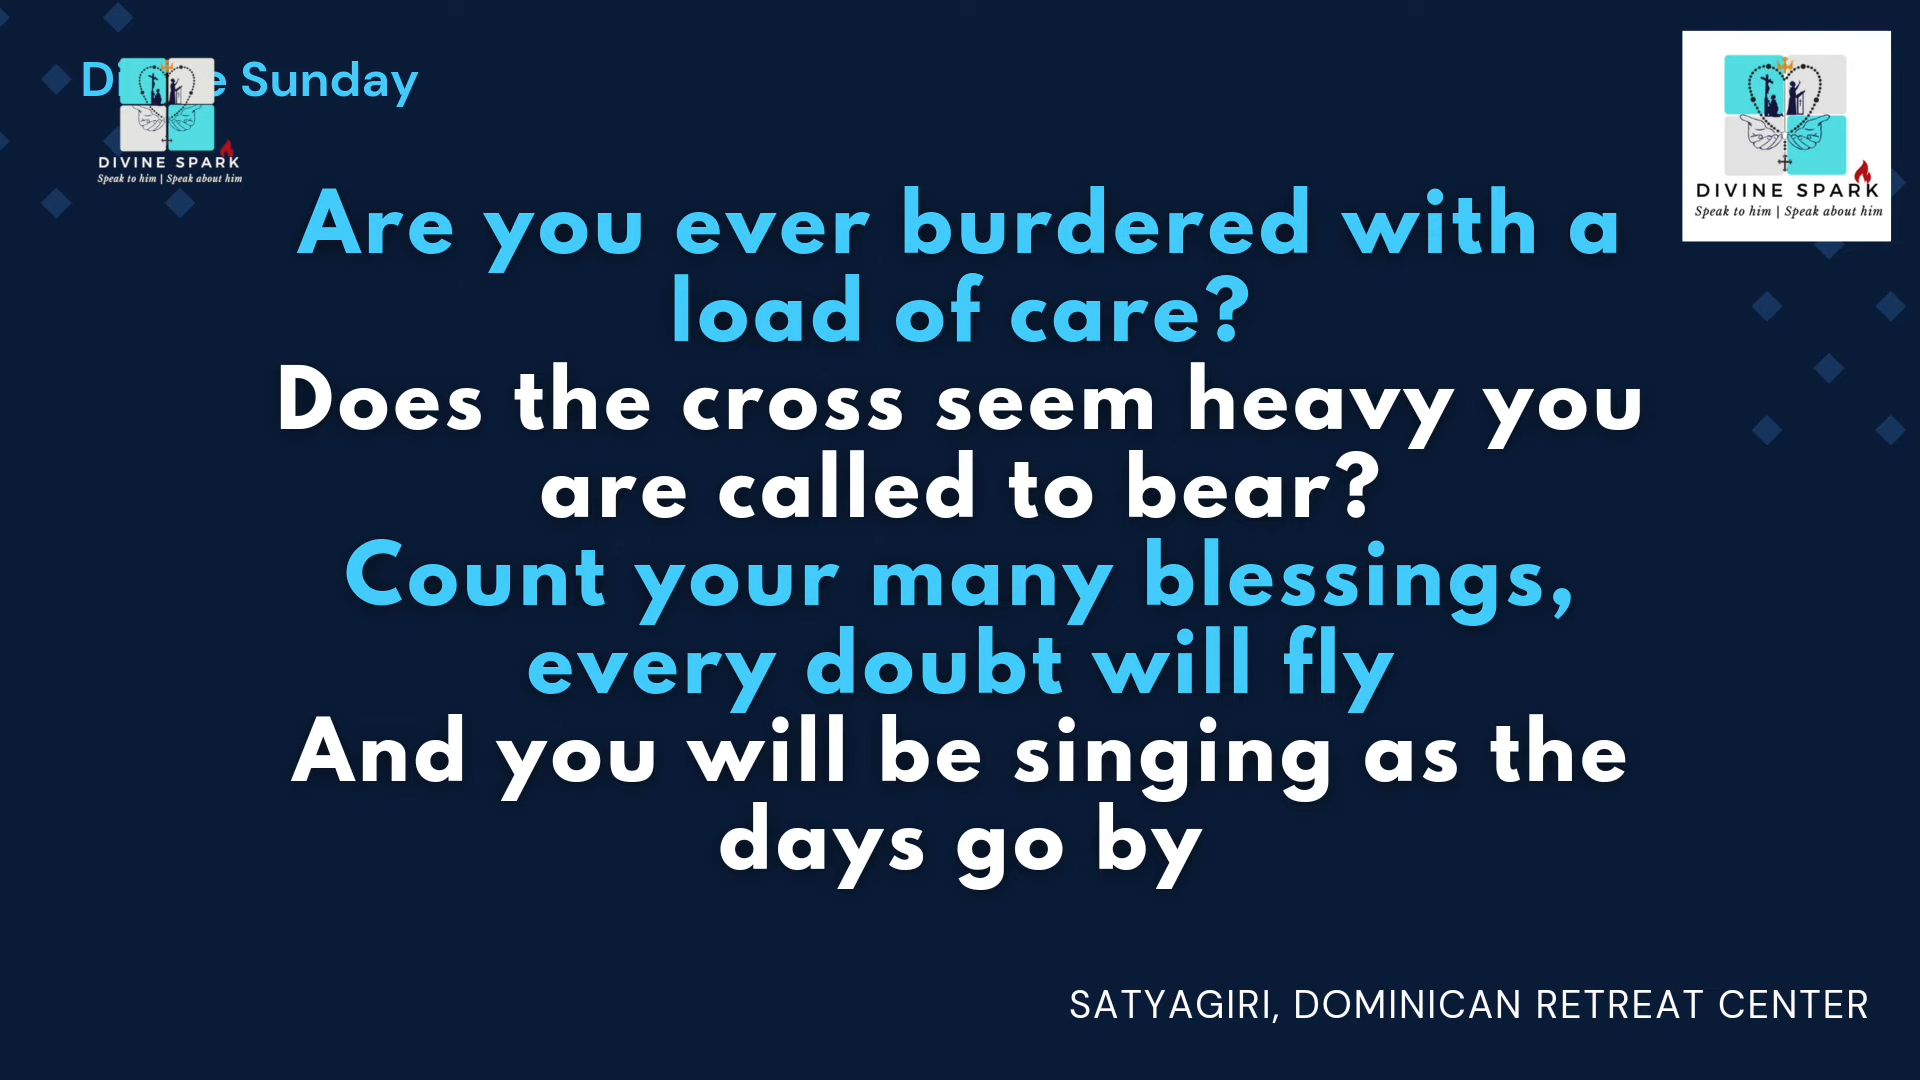 Sunday
DIVINE SPARK
Speak to him | Speak about him
DIVINE SPARK
Speak to him | Speak about him
Are you ever burdered with a
load of care?
Does the cross seem heavy you
are called to bear?
Count your many blessings,
every doubt will fly
And you will be singing as the
days go by
SATYAGIRI, DOMINICAN RETREAT CENTER